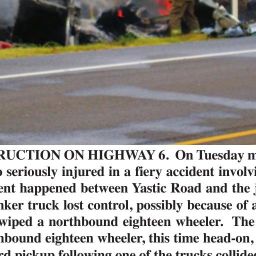 RUCTION ON HIGHWAY 6. On Tuesday m
o seriously injured in a fiery accident involvi
ent happened between Yastic Road and the j
nker truck lost control, possibly because of a
wiped a northbound eighteen wheeler. The
nbound eighteen wheeler, this time head-on,
rd pickup following one of the trucks collided